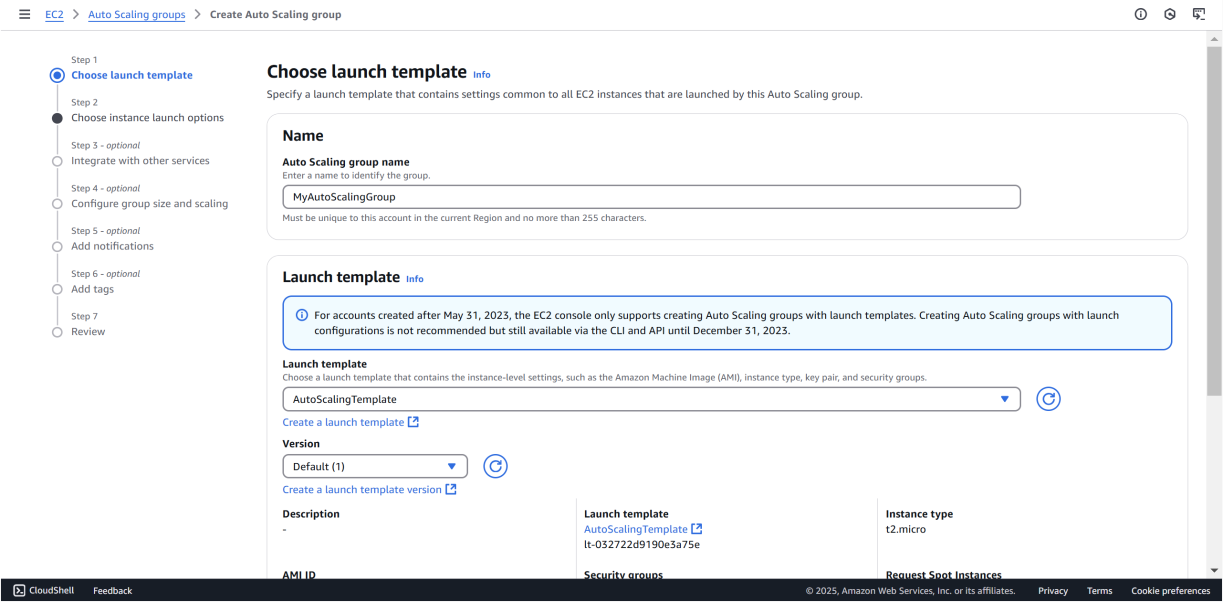 EC2 > Auto Scaling groups > Create Auto Scaling group
Step 1
Choose launch template
Step 2
Choose instance launch options
Step 3 - optional
Integrate with other services
Step 4 - optional
Configure group size and scaling
Step 5 - optional
Add notifications
Step 6 - optional
Add tags
Step 7
Review
Choose launch template Info
Specify a launch template that contains settings common to all EC2 instances that are launched by this Auto Scaling group.
Name
Auto Scaling group name
Enter a name to identify the group.
MyAutoScalingGroup
Must be unique to this account in the current Region and no more than 255 characters.
Launch template Info
For accounts created after May 31, 2023, the EC2 console only supports creating Auto Scaling groups with launch templates. Creating Auto Scaling groups with launch
configurations is not recommended but still available via the CLI and API until December 31, 2023.
Launch template
Choose a launch template that contains the instance-level settings, such as the Amazon Machine Image (AMI), instance type, key pair, and security groups.
AutoScalingTemplate
Create a launch template
Version
Default (1)
Create a launch template version
Description
-
Launch template
AutoScalingTemplate
lt-032722d9190e3a75e
Instance type
t2.micro
AMI ID
Security groups
Request Spot Instances
CloudShell Feedback © 2025, Amazon Web Services, Inc. or its affiliates. Privacy Terms Cookie preferences